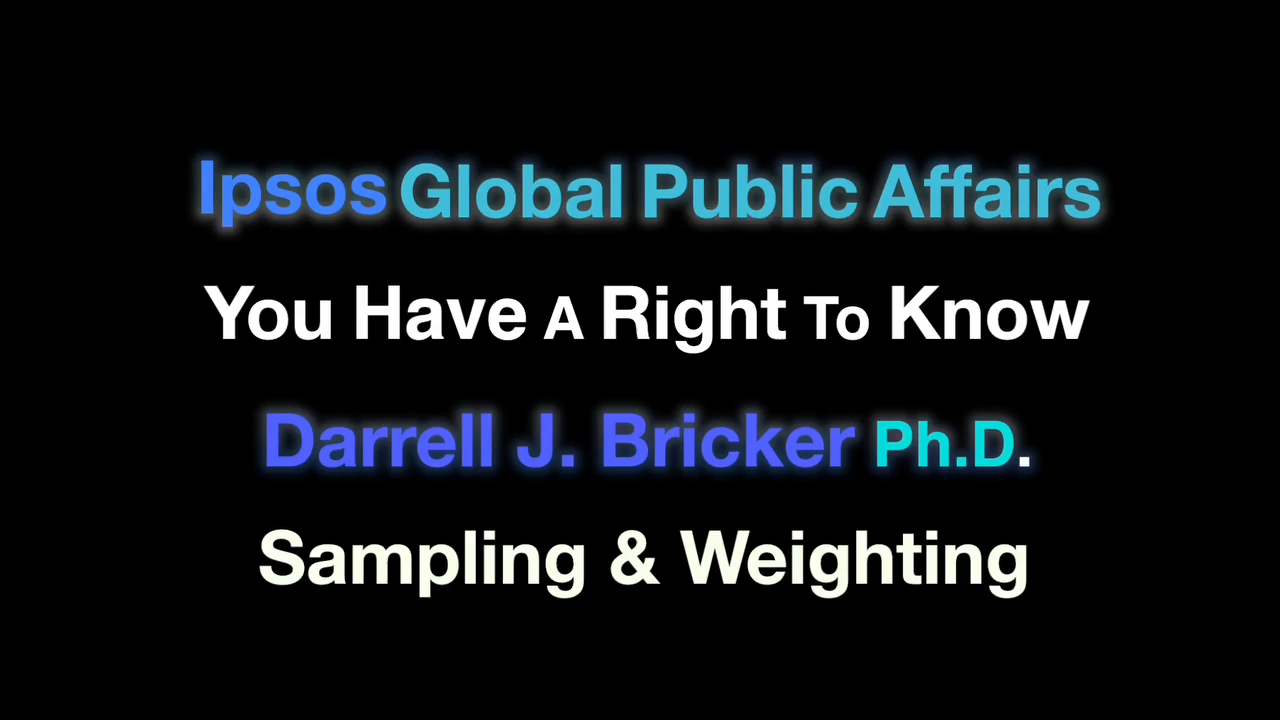 Ipsos Global Public Affairs
You Have A Right To Know
Darrell J. Bricker Ph.D.
Sampling & Weighting